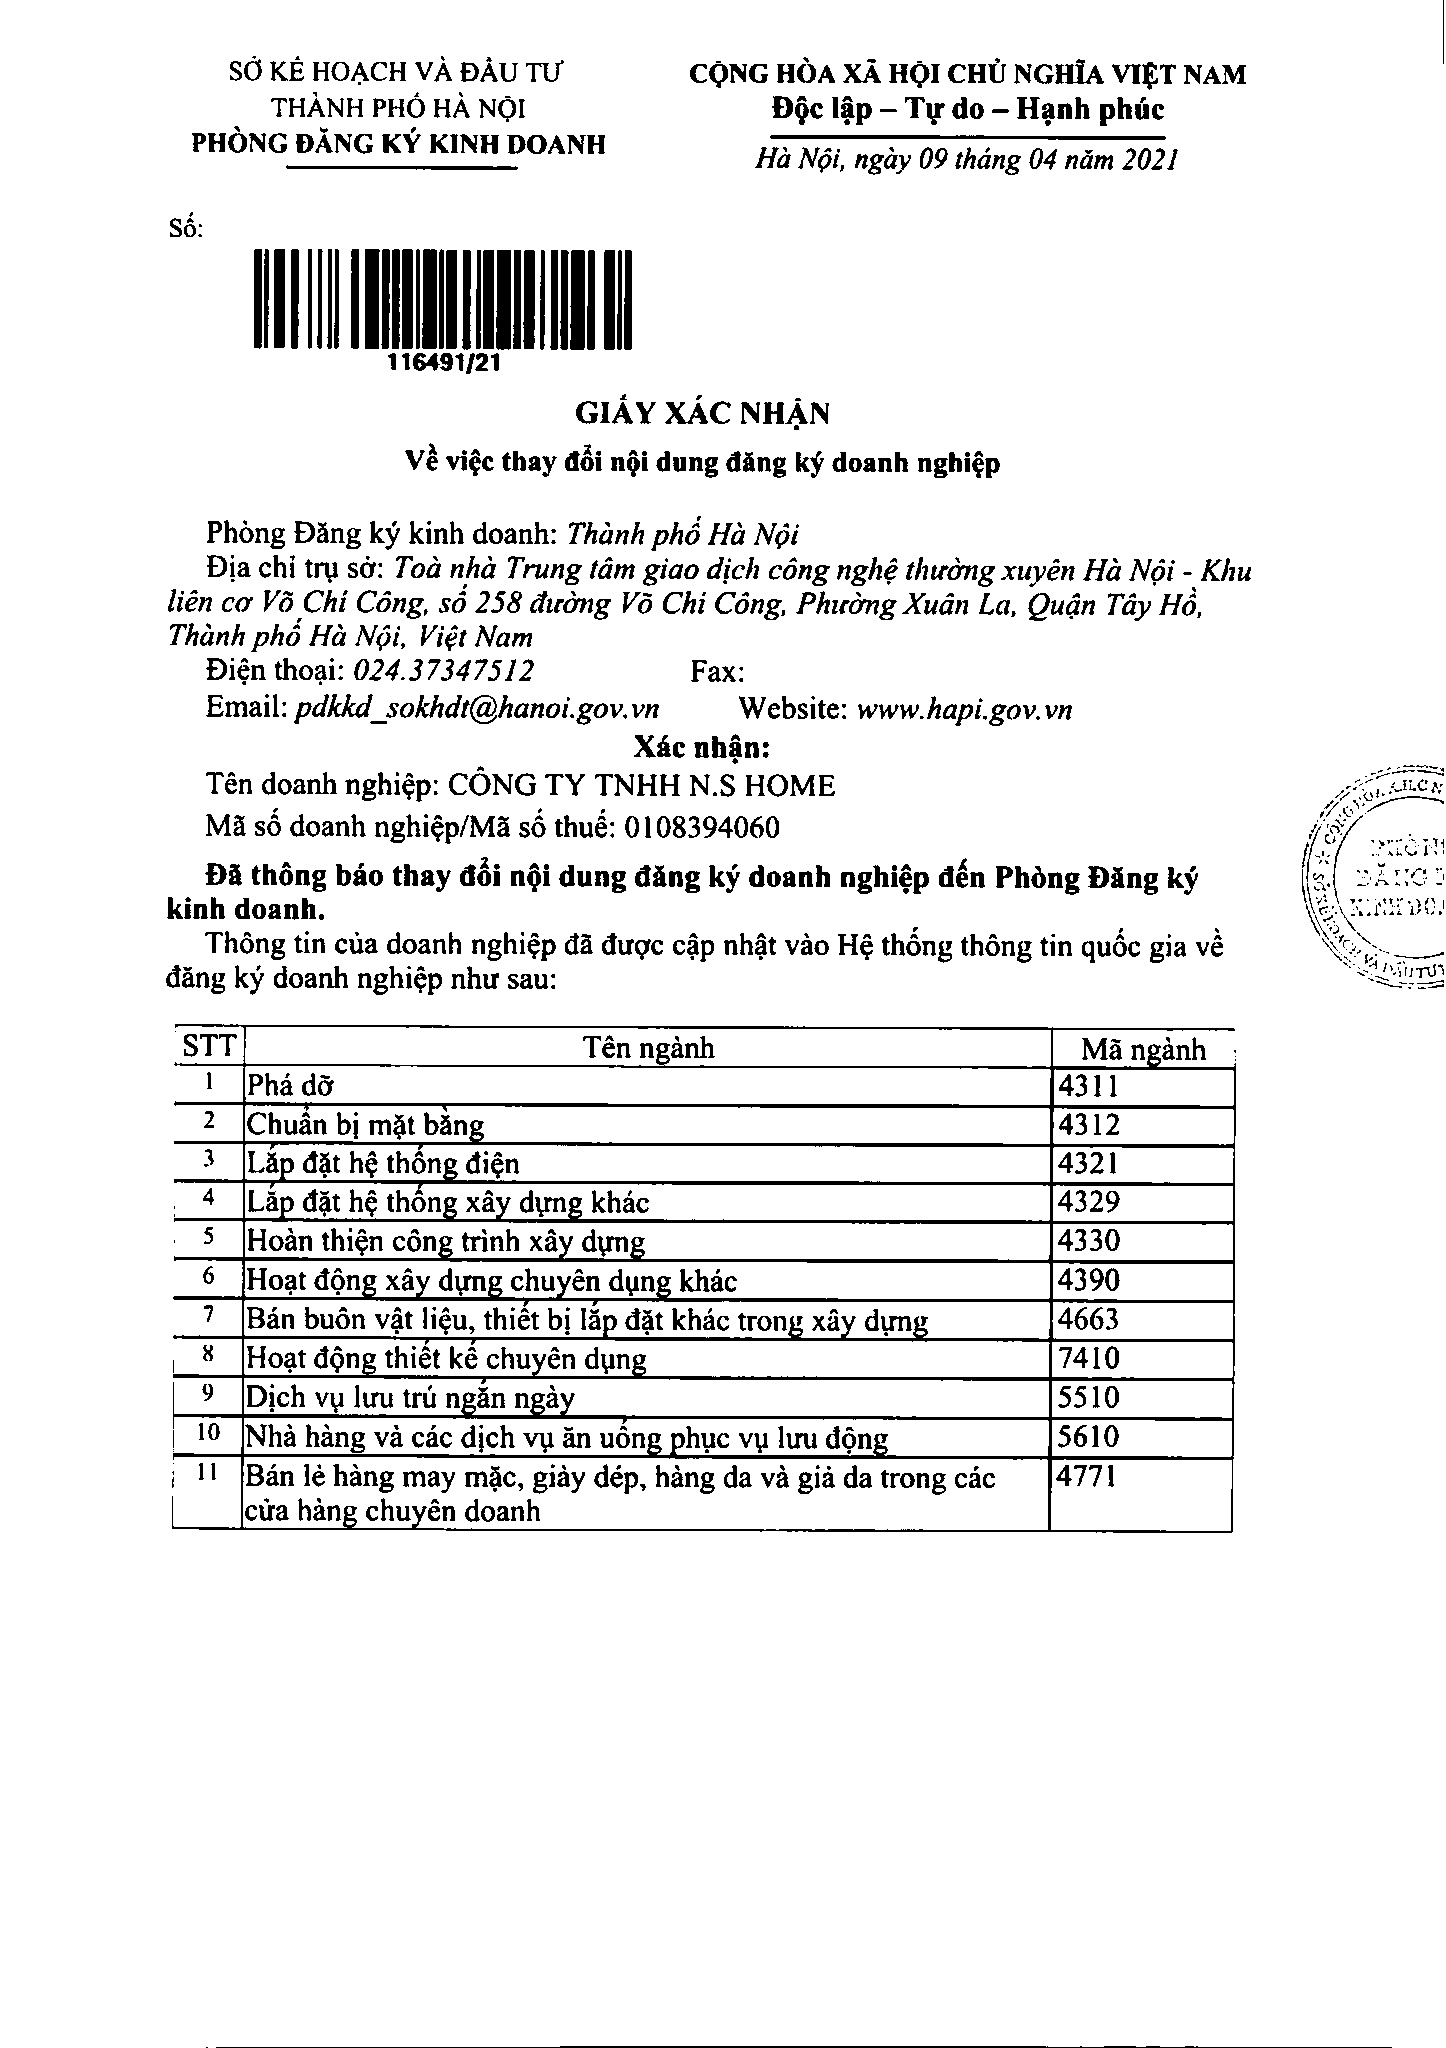 SỞ KẾ HOẠCH VÀ ĐẦU TƯ
THÀNH PHỐ HÀ NỘI
PHÒNG ĐĂNG KÝ KINH DOANH
CỘNG HÒA XÃ HỘI CHỦ NGHĨA VIỆT NAM
Độc lập – Tự do – Hạnh phúc
Hà Nội, ngày 09 tháng 04 năm 2021
Số:
116491/21
GIẤY XÁC NHẬN
Về việc thay đổi nội dung đăng ký doanh nghiệp
Phòng Đăng ký kinh doanh: Thành phố Hà Nội
Địa chỉ trụ sở: Toà nhà Trung tâm giao dịch công nghệ thường xuyên Hà Nội - Khu
liên cơ Võ Chí Công, số 258 đường Võ Chí Công, Phường Xuân La, Quận Tây Hồ,
Thành phố Hà Nội, Việt Nam
Điện thoại: 024.37347512 Fax:
Email: pdkkd_sokhdt@hanoi.gov.vn Website: www.hapi.gov.vn
Xác nhận:
Tên doanh nghiệp: CÔNG TY TNHH N.S HOME
Mã số doanh nghiệp/Mã số thuế: 0108394060
Đã thông báo thay đổi nội dung đăng ký doanh nghiệp đến Phòng Đăng ký
kinh doanh.
Thông tin của doanh nghiệp đã được cập nhật vào Hệ thống thông tin quốc gia về
đăng ký doanh nghiệp như sau:
STT Tên ngành Mã ngành
1 Phá dỡ 4311
2 Chuẩn bị mặt bằng 4312
3 Lắp đặt hệ thống điện 4321
4 Lắp đặt hệ thống xây dựng khác 4329
5 Hoàn thiện công trình xây dựng 4330
6 Hoạt động xây dựng chuyên dụng khác 4390
7 Bán buôn vật liệu, thiết bị lắp đặt khác trong xây dựng 4663
8 Hoạt động thiết kế chuyên dụng 7410
9 Dịch vụ lưu trú ngắn ngày 5510
10 Nhà hàng và các dịch vụ ăn uống phục vụ lưu động 5610
11 Bán lẻ hàng may mặc, giày dép, hàng da và giả da trong các 4771
cửa hàng chuyên doanh